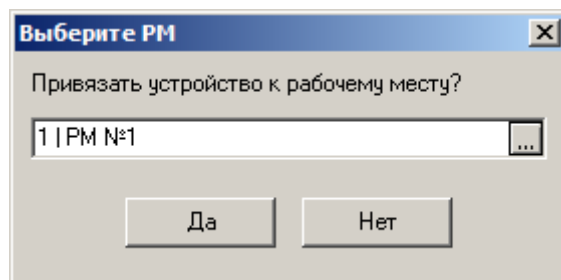 Выберите РМ
Привязать устройство к рабочему месту?
1 | РМ №1
...
Да
Нет